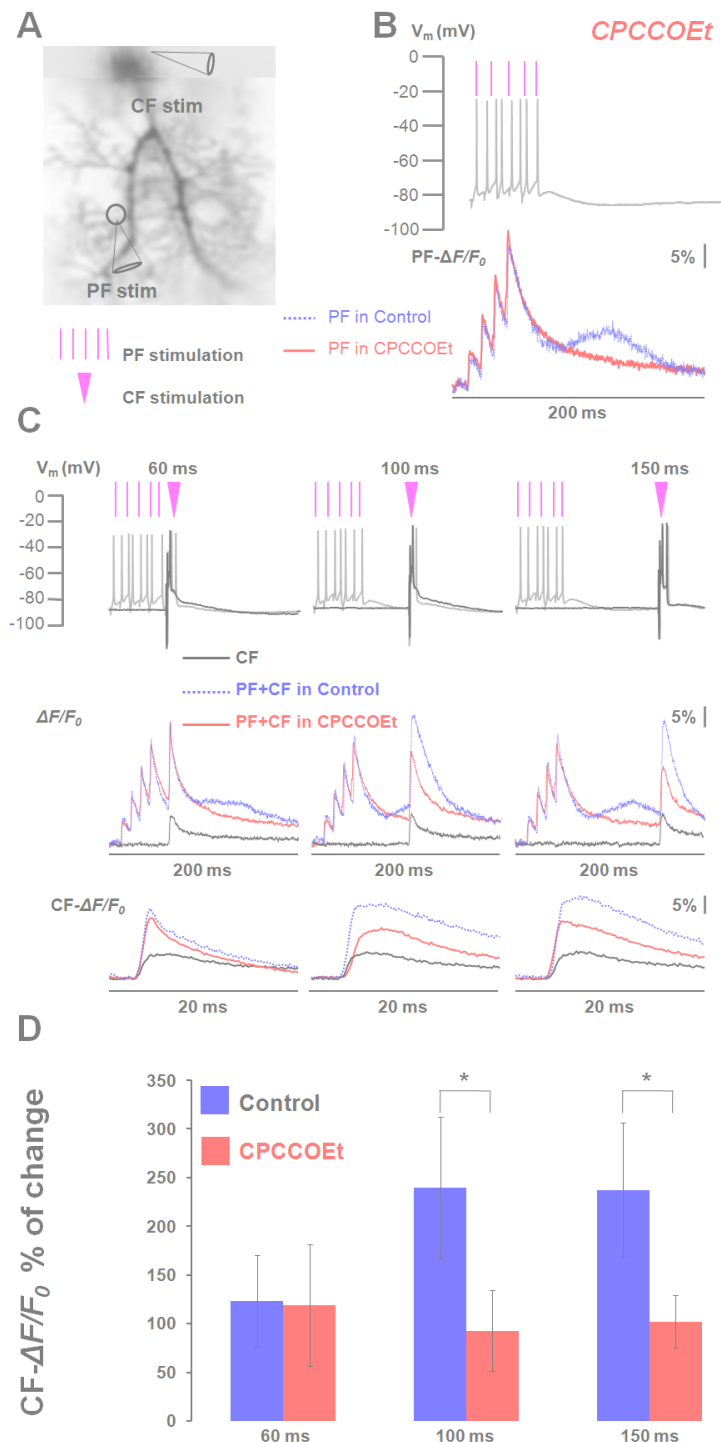 A
CF stim
PF stim
PF stimulation
CF stimulation
B
CPCCOEt
Vm (mV)
0
-20
-40
-60
-80
-100
PF-ΔF/F0
5%
PF in Control
PF in CPCCOEt
200 ms
C
Vm (mV)
60 ms
100 ms
150 ms
0
-20
-40
-60
-80
-100
CF
PF+CF in Control
PF+CF in CPCCOEt
ΔF/F0
5%
200 ms
200 ms
200 ms
CF-ΔF/F0
5%
20 ms
20 ms
20 ms
D
CF-ΔF/F0 % of change
350
300
250
200
150
100
50
0
Control
CPCCOEt
*
*
60 ms
100 ms
150 ms